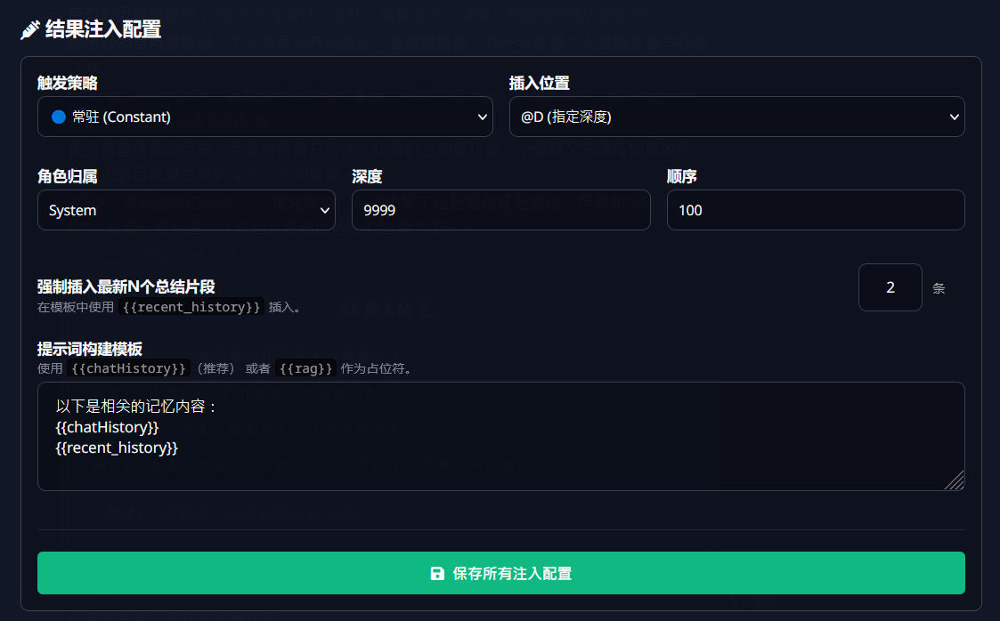 结果注入配置
触发策略
插入位置
常驻 (Constant)
@D (指定深度)
角色归属
深度
顺序
System
9999
100
强制插入最新N个总结片段
在模板中使用 {{recent_history}} 插入。
2
条
提示词构建模板
使用 {{chatHistory}} (推荐) 或者 {{rag}} 作为占位符。
以下是相关的记忆内容：
{{chatHistory}}
{{recent_history}}
保存所有注入配置